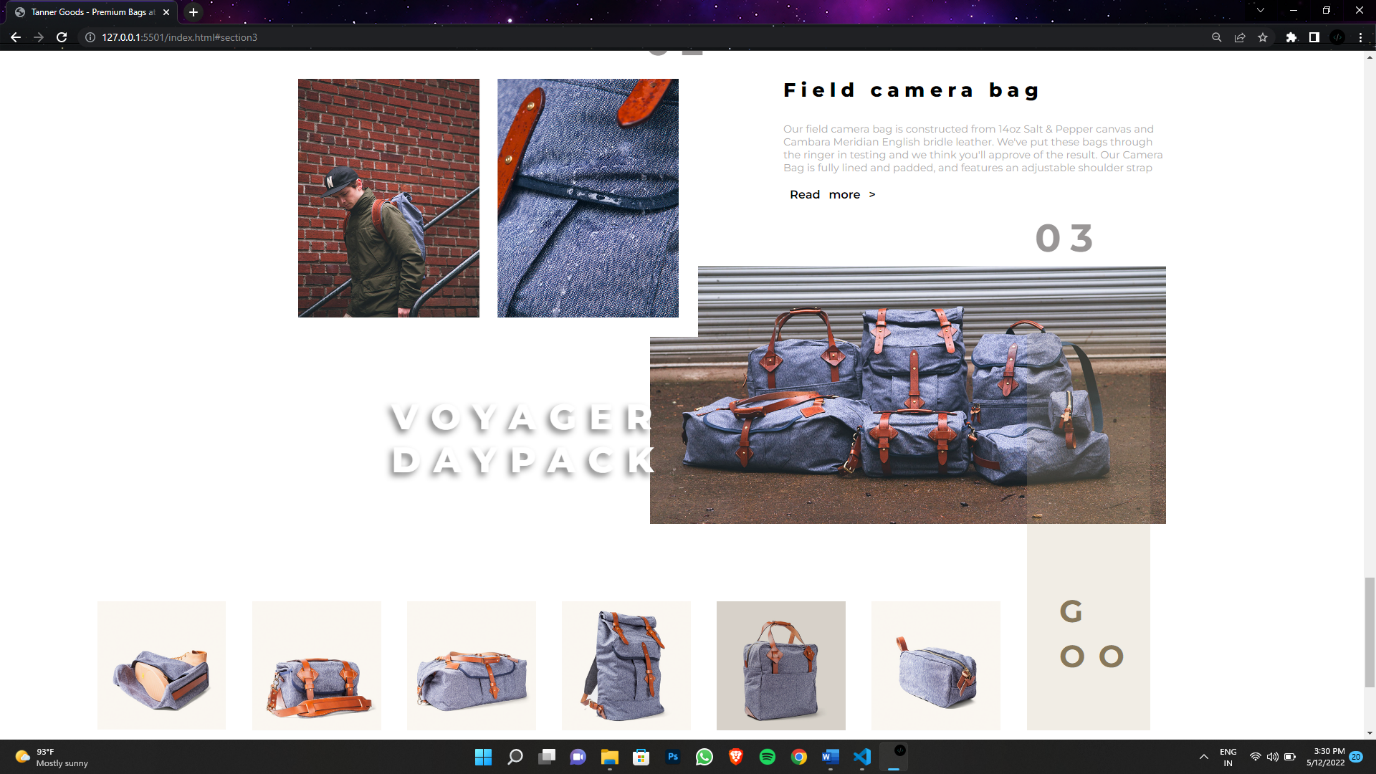 Tanner Goods - Premium Bags at
127.0.0.1:5501/index.html#section3
Field camera bag
Our field camera bag is constructed from 14oz Salt & Pepper canvas and
Cambara Meridian English bridle leather. We've put these bags through
the ringer in testing and we think you'll approve of the result. Our Camera
Bag is fully lined and padded, and features an adjustable shoulder strap
Read more >
03
VOYAGER
DAYPACK
G
OO
93°F
Mostly sunny
Ps
W
ENG
IN
3:30 PM
5/12/2022
20